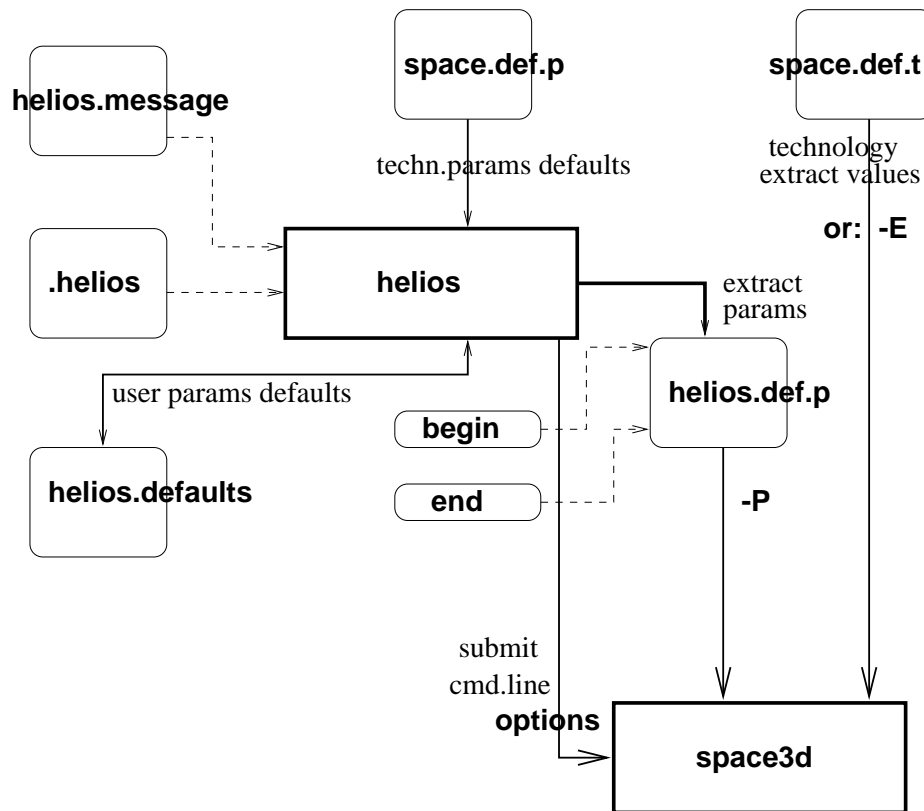 space.def.p
space.def.t
helios.message
techn.params defaults
technology
extract values
or: -E
.helios
helios
extract
params
user params defaults
begin
helios.def.p
helios.defaults
end
-P
submit
cmd.line
options
space3d